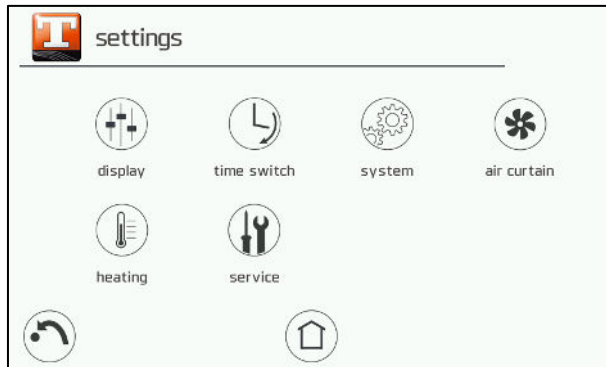 T settings
display time switch system air curtain
heating service